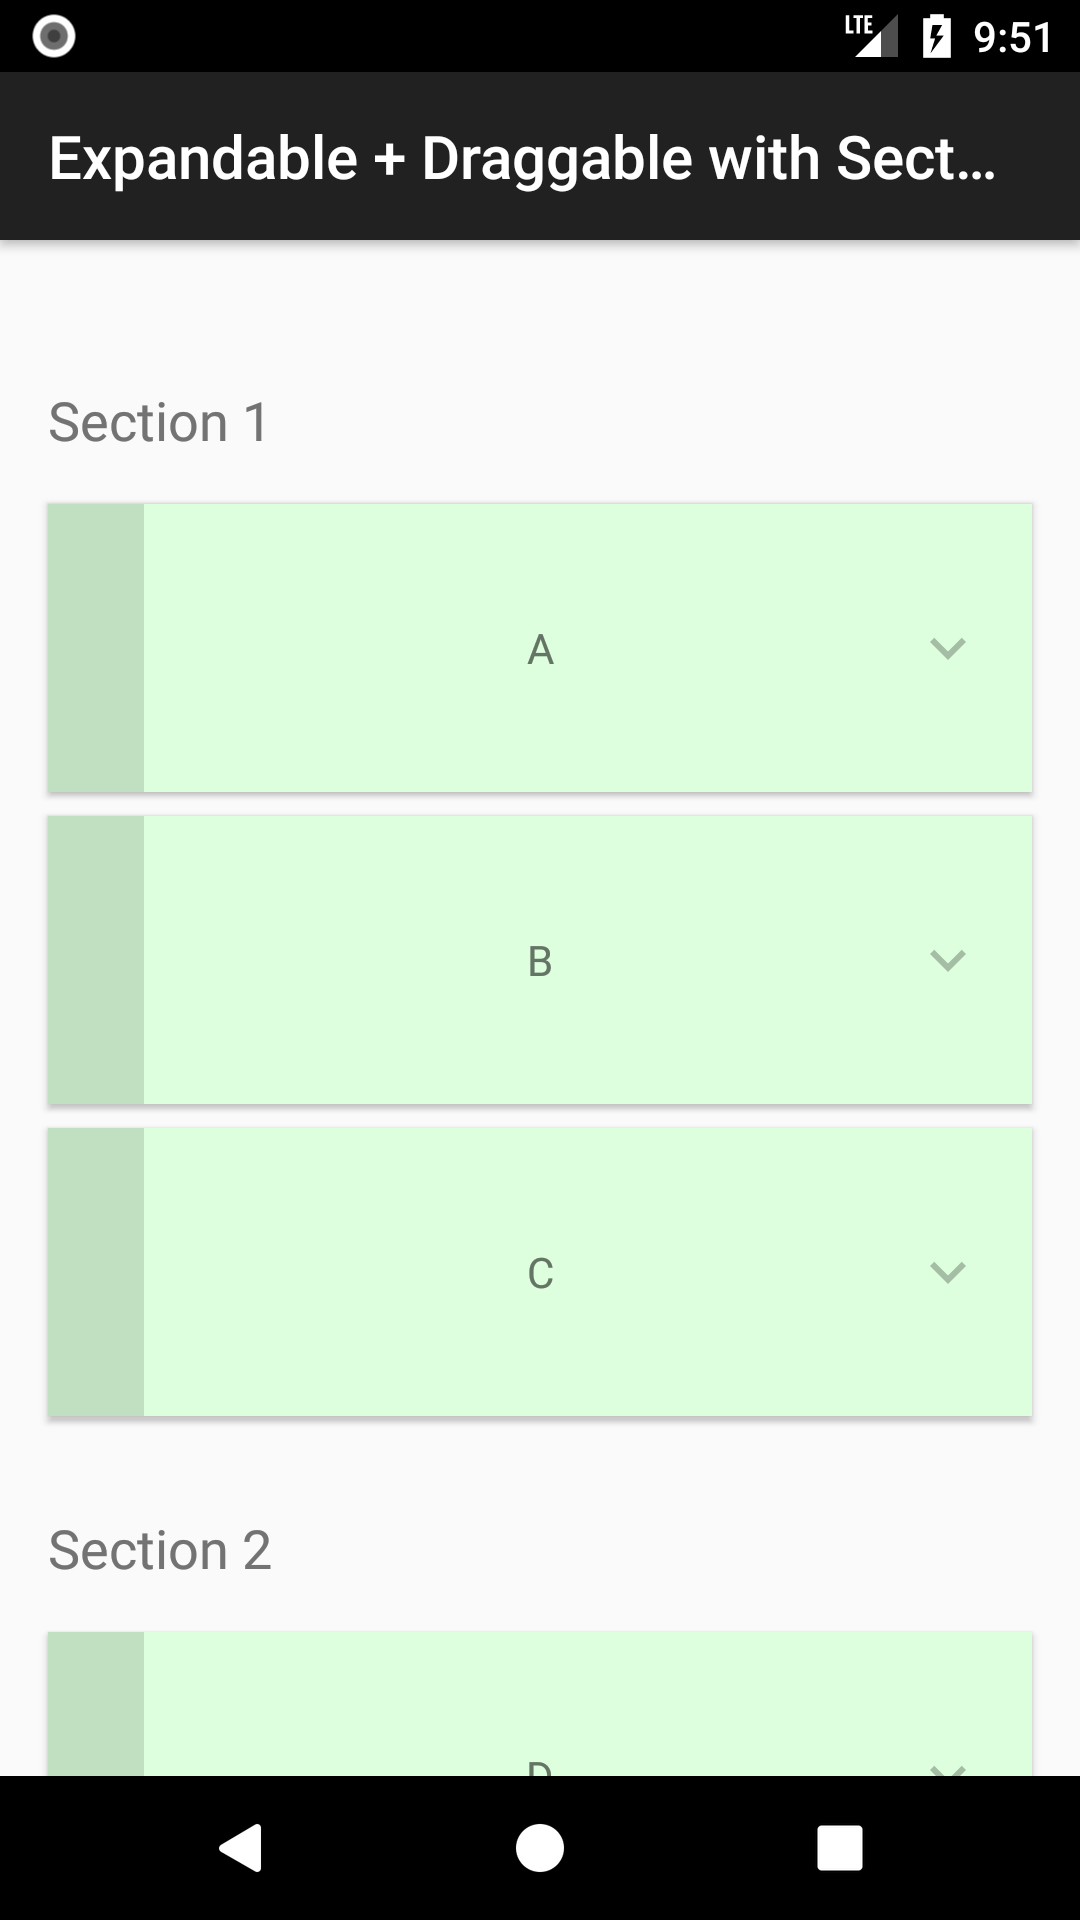 LTE 9:51
Expandable + Draggable with Sect...
Section 1
A
B
C
Section 2
D